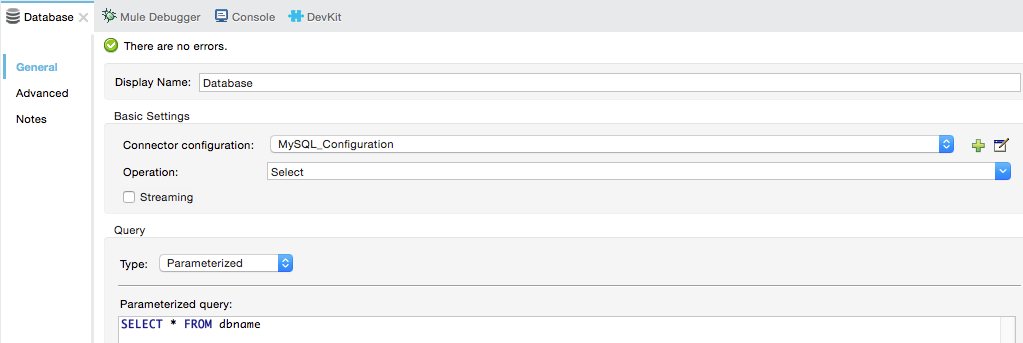 Database Mule Debugger Console DevKit
There are no errors.
General
Advanced
Notes
Display Name: Database
Basic Settings
Connector configuration: MySQL_Configuration
Operation: Select
Streaming
Query
Type: Parameterized
Parameterized query:
SELECT * FROM dbname